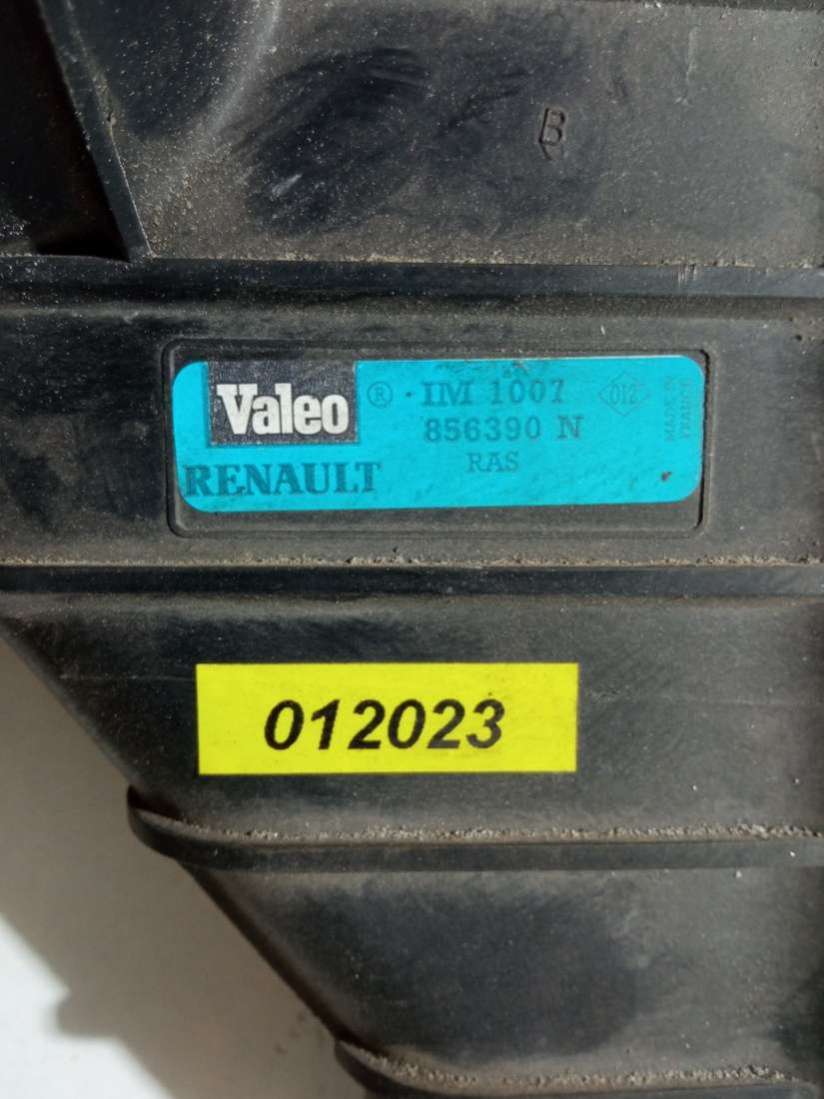 B
Valeo ® · IM 1007 012
856390 N
RENAULT RAS
MADE IN
FRANCE
012023